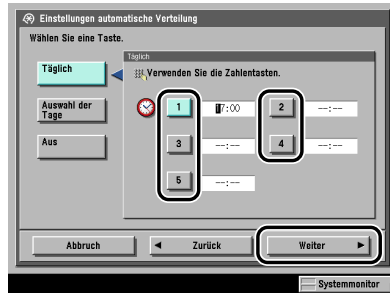 Einstellungen automatische Verteilung
Wählen Sie eine Taste.
Täglich
Täglich
Verwenden Sie die Zahlentasten.
1 17:00 2 --:--
Auswahl der
Tage
Aus
3 --:-- 4 --:--
5 --:--
Abbruch ◄ Zurück Weiter ►
Systemmonitor